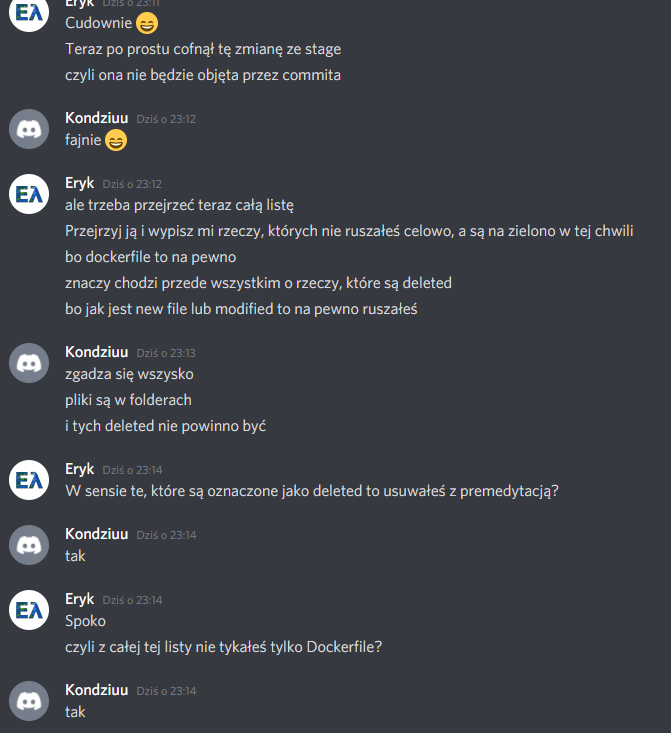 Eryk Dziś o 23:11
Cudownie 😄
Teraz po prostu cofnął tę zmianę ze stage
czyli ona nie będzie objęta przez commita
Kondziuu Dziś o 23:12
fajnie 😄
Eλ
Eryk Dziś o 23:12
ale trzeba przejrzeć teraz całą listę
Przejrzyj ją i wypisz mi rzeczy, których nie ruszałeś celowo, a są na zielono w tej chwili
bo dockerfile to na pewno
znaczy chodzi przede wszystkim o rzeczy, które są deleted
bo jak jest new file lub modified to na pewno ruszałeś
Kondziuu Dziś o 23:13
zgadza się wszysko
pliki są w folderach
i tych deleted nie powinno być
Eλ
Eryk Dziś o 23:14
W sensie te, które są oznaczone jako deleted to usuwałeś z premedytacją?
Kondziuu Dziś o 23:14
tak
Eλ
Eryk Dziś o 23:14
Spoko
czyli z całej tej listy nie tykałeś tylko Dockerfile?
Kondziuu Dziś o 23:14
tak